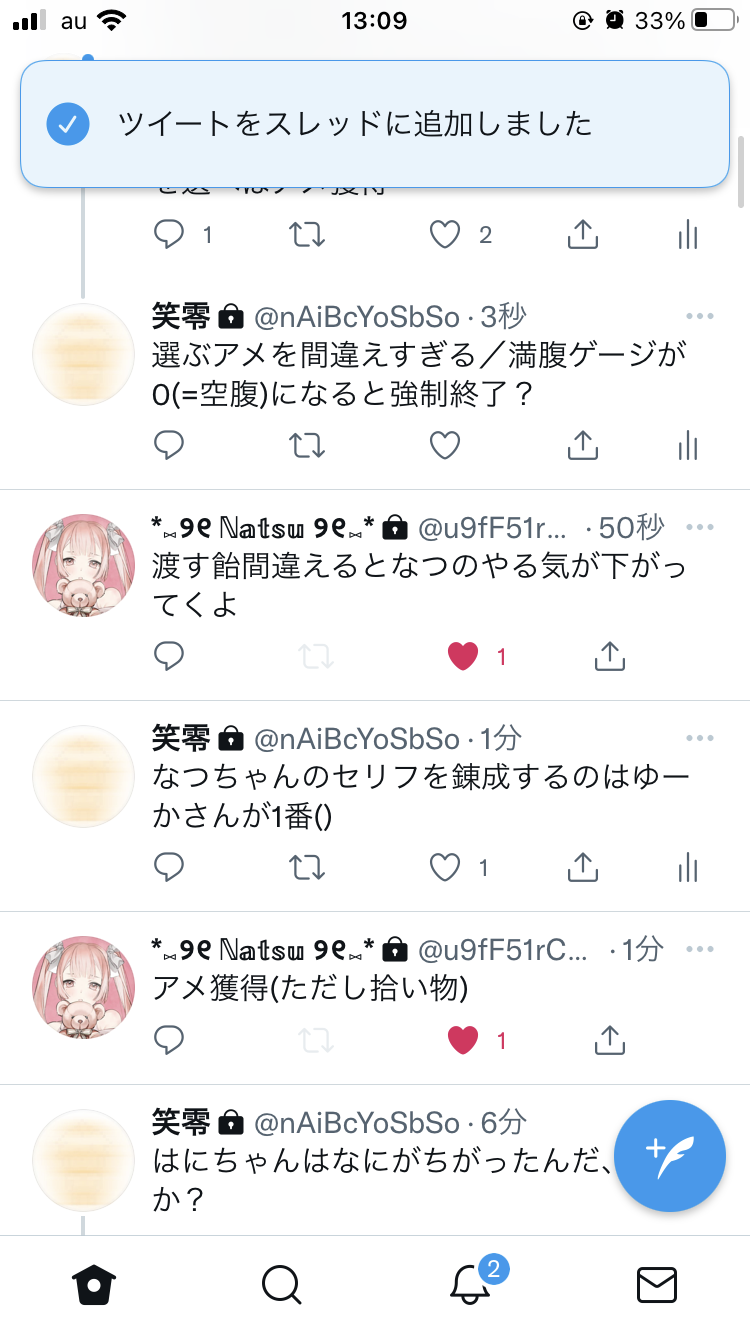 au 13:09 33%
ツイートをスレッドに追加しました
1 2
笑零 @nAiBcYoSbSo · 3秒
選ぶアメを間違えすぎる／満腹ゲージが
0(=空腹)になると強制終了？
*⑅୨୧ ℕ𝕒𝕥𝕤𝕦 ୨୧⑅* @u9fF51r... · 50秒
渡す飴間違えるとなつのやる気が下がっ
てくよ
1
笑零 @nAiBcYoSbSo · 1分
なつちゃんのセリフを錬成するのはゆー
かさんが1番()
1
*⑅୨୧ ℕ𝕒𝕥𝕤𝕦 ୨୧⑅* @u9fF51rC... · 1分
アメ獲得(ただし拾い物)
1
笑零 @nAiBcYoSbSo · 6分
はにちゃんはなにがちがったんだ、
か？
2